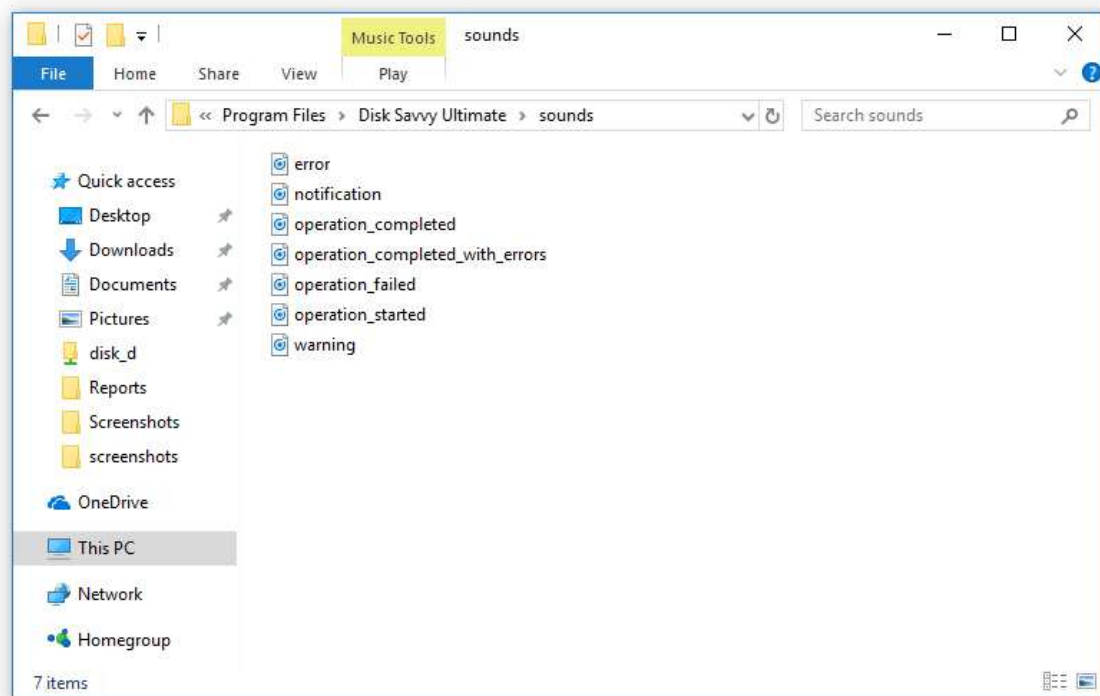 Music Tools sounds
File Home Share View Play
« Program Files › Disk Savvy Ultimate › sounds Search sounds
Quick access
Desktop
Downloads
Documents
Pictures
disk_d
Reports
Screenshots
screenshots
OneDrive
This PC
Network
Homegroup
error
notification
operation_completed
operation_completed_with_errors
operation_failed
operation_started
warning
7 items